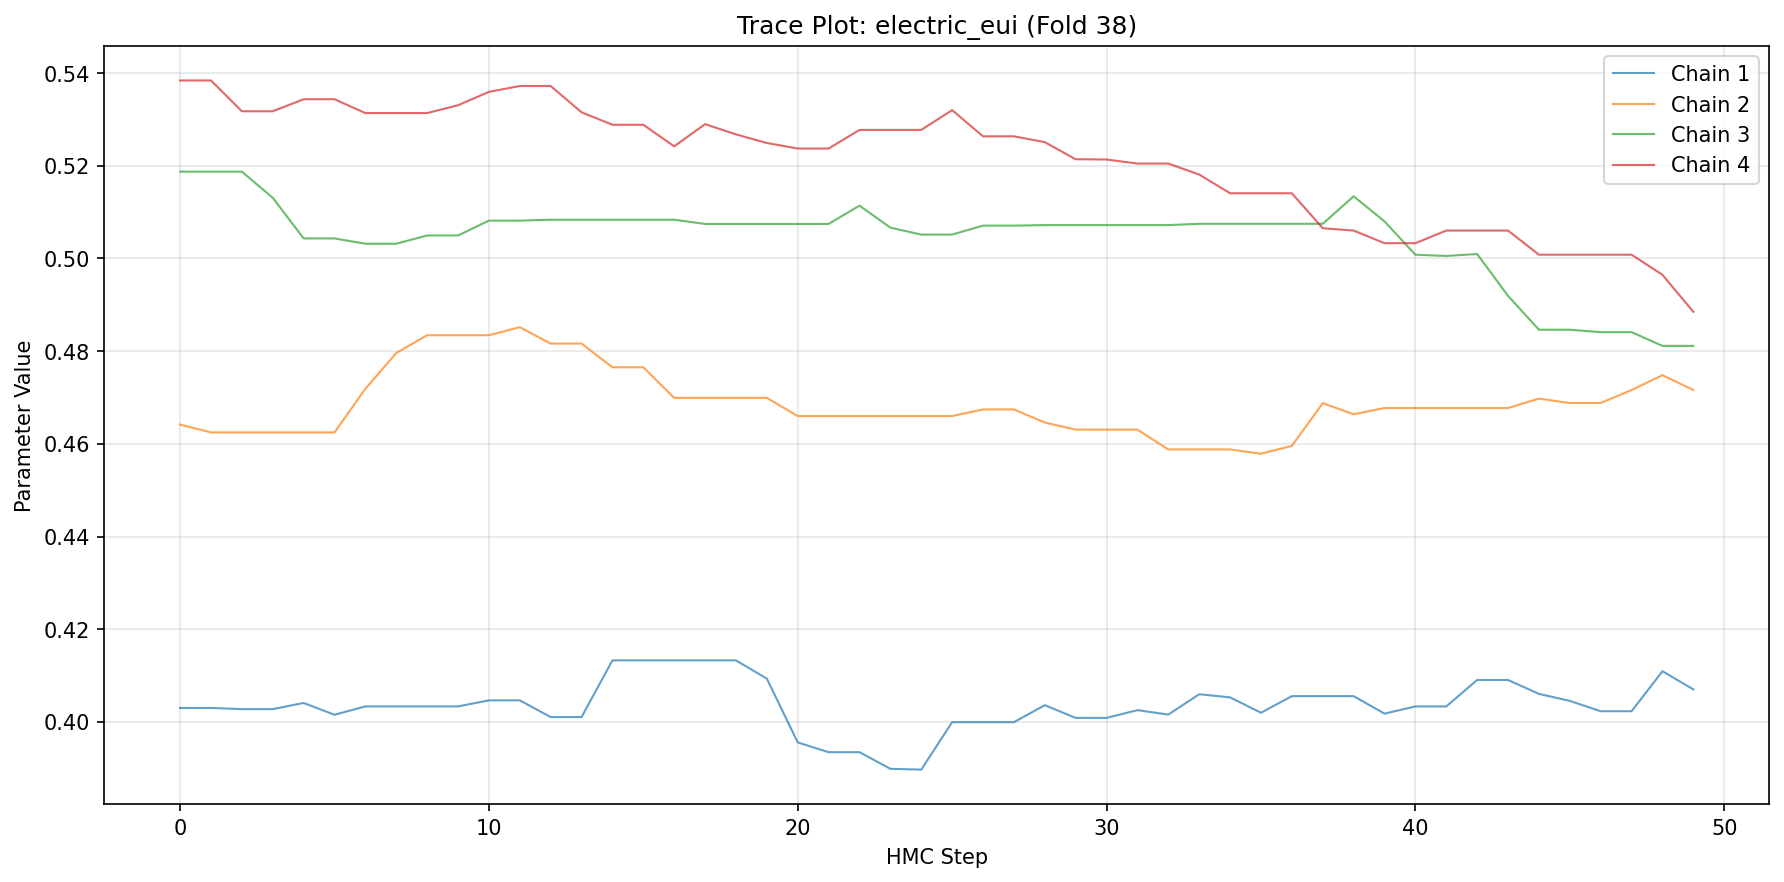 Trace Plot: electric_eui (Fold 38)
Chain 1
Chain 2
Chain 3
Chain 4
0.54
0.52
0.50
0.48
0.46
0.44
0.42
0.40
Parameter Value
0 10 20 30 40 50
HMC Step